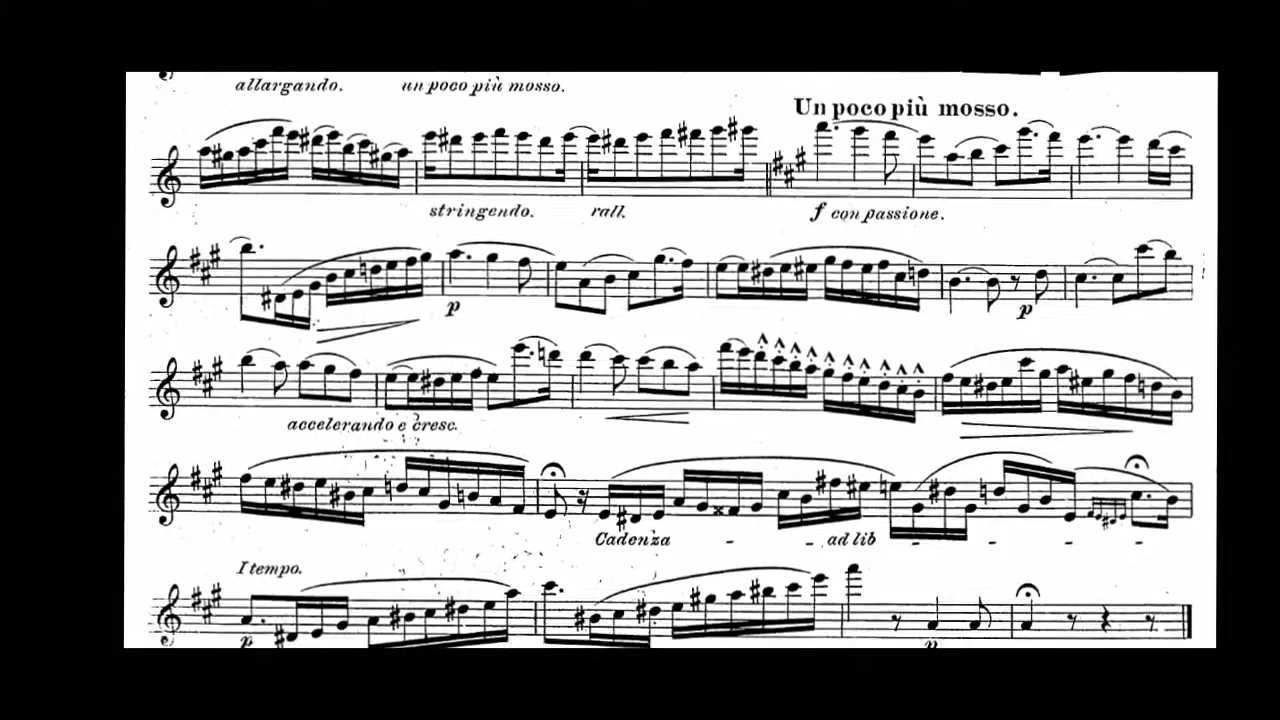 allargando. un poco più mosso.
Un poco più mosso.
stringendo. rall. f con passione.
p p
accelerando e cresc.
Cadenza - - ad lib - - - -
I tempo.
p p